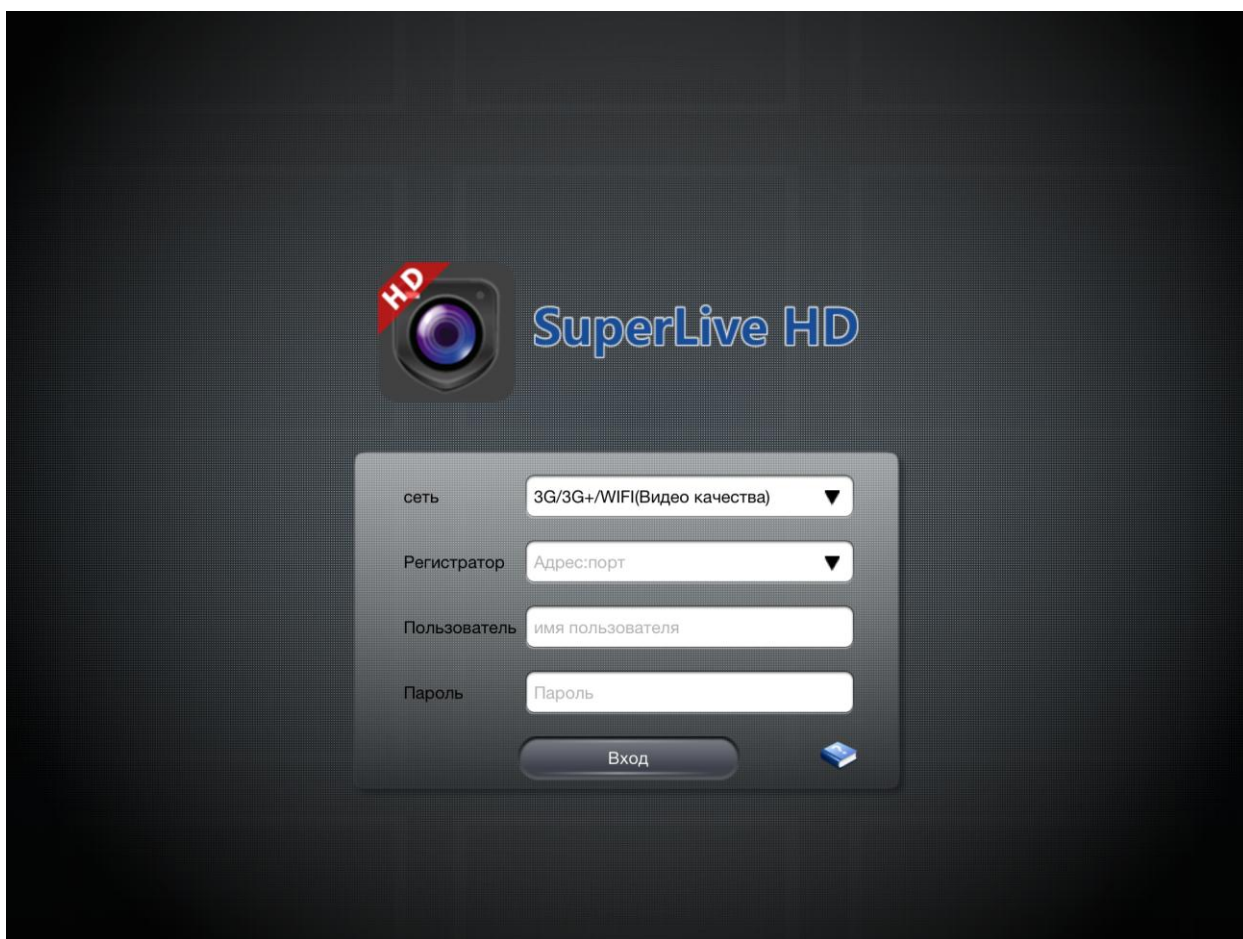 HD
SuperLive HD
сеть 3G/3G+/WIFI(Видео качества)
Регистратор Адрес:порт
Пользователь имя пользователя
Пароль Пароль
Вход